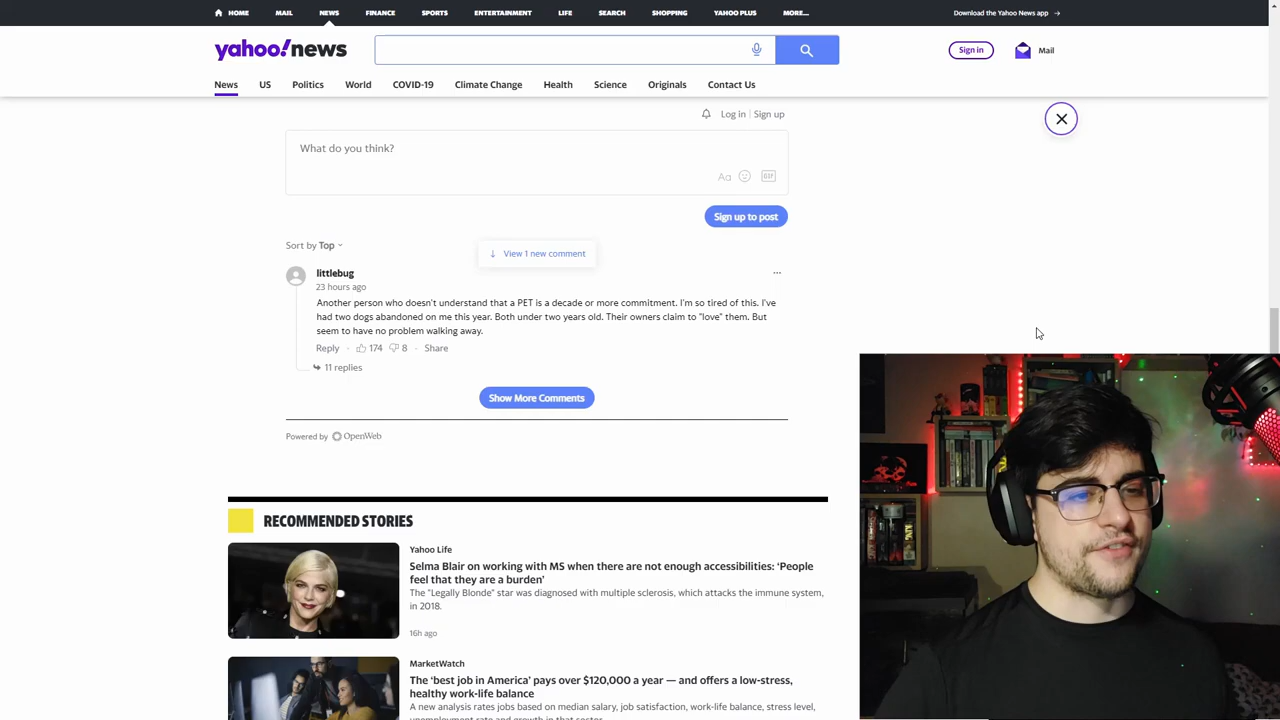 HOME MAIL NEWS FINANCE SPORTS ENTERTAINMENT LIFE SEARCH SHOPPING YAHOO PLUS MORE... Download the Yahoo News app →
yahoo!news Sign in Mail
News US Politics World COVID-19 Climate Change Health Science Originals Contact Us
Log in | Sign up
What do you think?
Aa GIF
Sign up to post
Sort by Top
↓ View 1 new comment
littlebug ...
23 hours ago
Another person who doesn't understand that a PET is a decade or more commitment. I'm so tired of this. I've
had two dogs abandoned on me this year. Both under two years old. Their owners claim to "love" them. But
seem to have no problem walking away.
Reply · 174 8 · Share
11 replies
Show More Comments
Powered by OpenWeb
RECOMMENDED STORIES
Yahoo Life
Selma Blair on working with MS when there are not enough accessibilities: ‘People
feel that they are a burden’
The "Legally Blonde" star was diagnosed with multiple sclerosis, which attacks the immune system,
in 2018.
16h ago
MarketWatch
The ‘best job in America’ pays over $120,000 a year — and offers a low-stress,
healthy work-life balance
A new analysis rates jobs based on median salary, job satisfaction, work-life balance, stress level,
unemployment rate and growth in that sector.